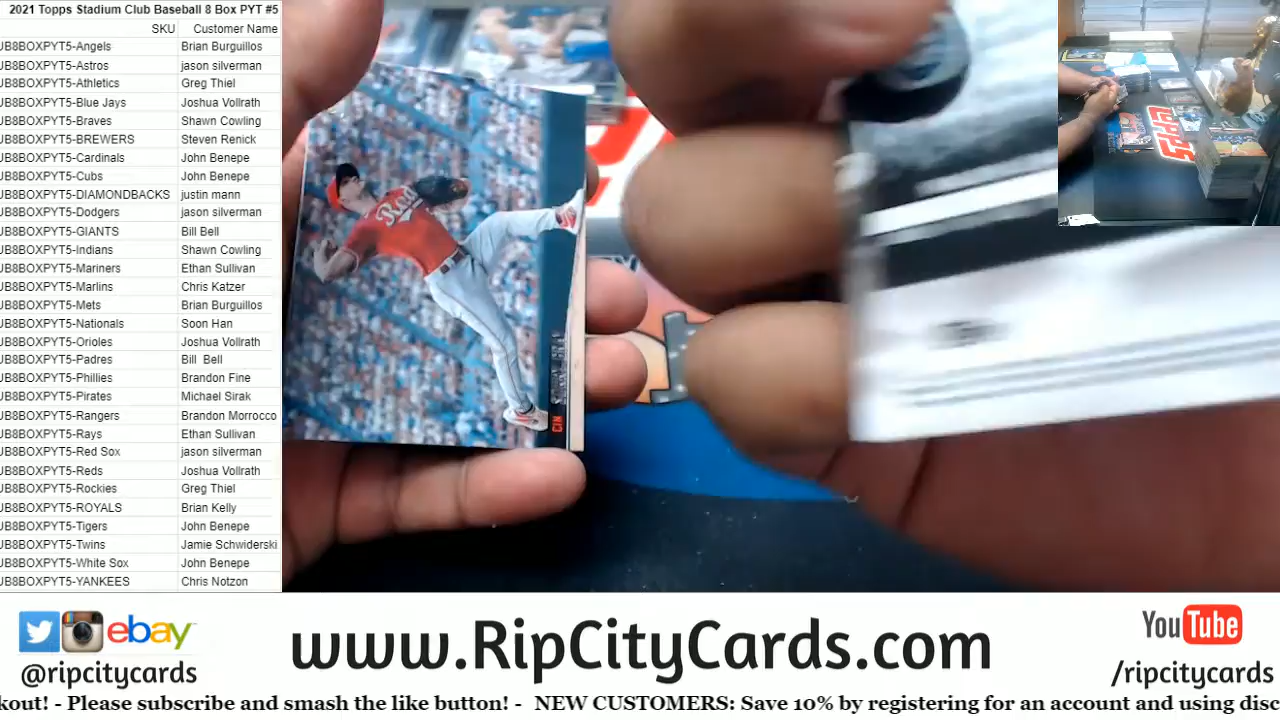 2021 Topps Stadium Club Baseball 8 Box PYT #5
SKU Customer Name
JB8BOXPYT5-Angels Brian Burguillos
JB8BOXPYT5-Astros jason silverman
JB8BOXPYT5-Athletics Greg Thiel
JB8BOXPYT5-Blue Jays Joshua Vollrath
JB8BOXPYT5-Braves Shawn Cowling
JB8BOXPYT5-BREWERS Steven Renick
JB8BOXPYT5-Cardinals John Benepe
JB8BOXPYT5-Cubs John Benepe
JB8BOXPYT5-DIAMONDBACKS justin mann
JB8BOXPYT5-Dodgers jason silverman
JB8BOXPYT5-GIANTS Bill Bell
JB8BOXPYT5-Indians Shawn Cowling
JB8BOXPYT5-Mariners Ethan Sullivan
JB8BOXPYT5-Marlins Chris Katzer
JB8BOXPYT5-Mets Brian Burguillos
JB8BOXPYT5-Nationals Soon Han
JB8BOXPYT5-Orioles Joshua Vollrath
JB8BOXPYT5-Padres Bill Bell
JB8BOXPYT5-Phillies Brandon Fine
JB8BOXPYT5-Pirates Michael Sirak
JB8BOXPYT5-Rangers Brandon Morrocco
JB8BOXPYT5-Rays Ethan Sullivan
JB8BOXPYT5-Red Sox jason silverman
JB8BOXPYT5-Reds Joshua Vollrath
JB8BOXPYT5-Rockies Greg Thiel
JB8BOXPYT5-ROYALS Brian Kelly
JB8BOXPYT5-Tigers John Benepe
JB8BOXPYT5-Twins Jamie Schwiderski
JB8BOXPYT5-White Sox John Benepe
JB8BOXPYT5-YANKEES Chris Notzon
Reds
CIN
TOPPS
ebay
@ripcitycards
www.RipCityCards.com
YouTube
/ripcitycards
kout! - Please subscribe and smash the like button! - NEW CUSTOMERS: Save 10% by registering for an account and using disc